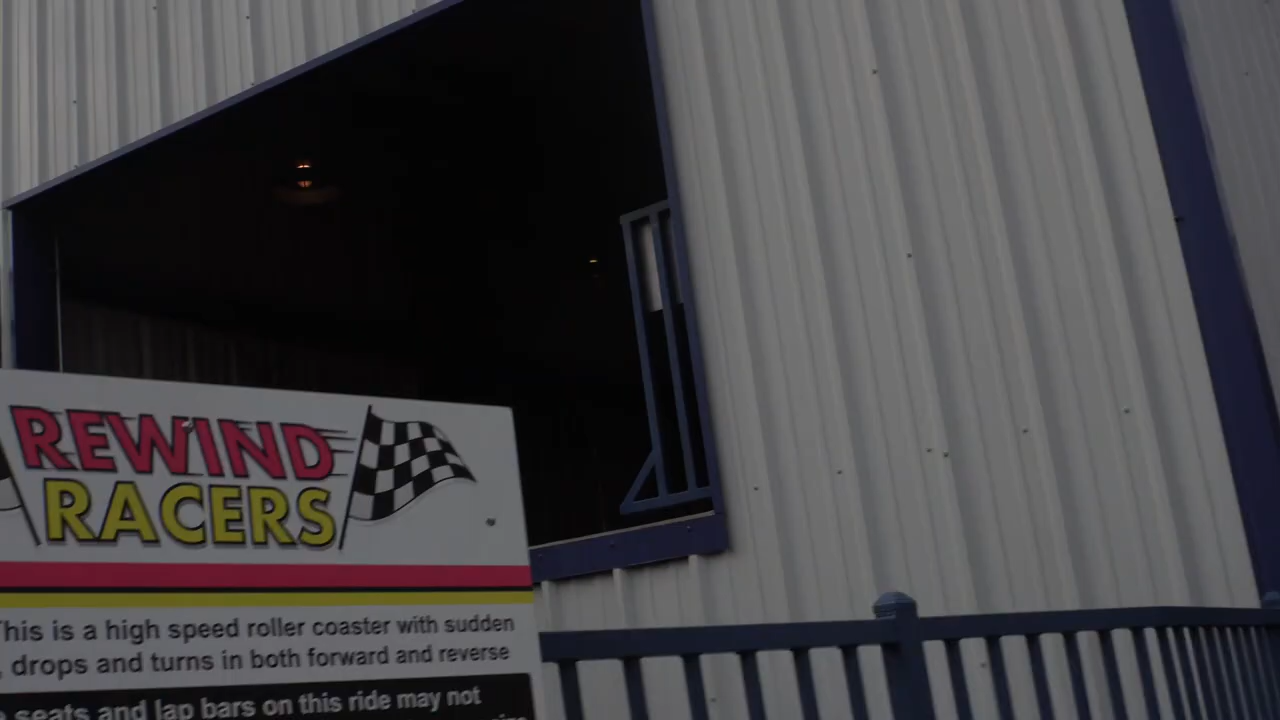 REWIND
RACERS
This is a high speed roller coaster with sudden
drops and turns in both forward and reverse
seats and lap bars on this ride may not